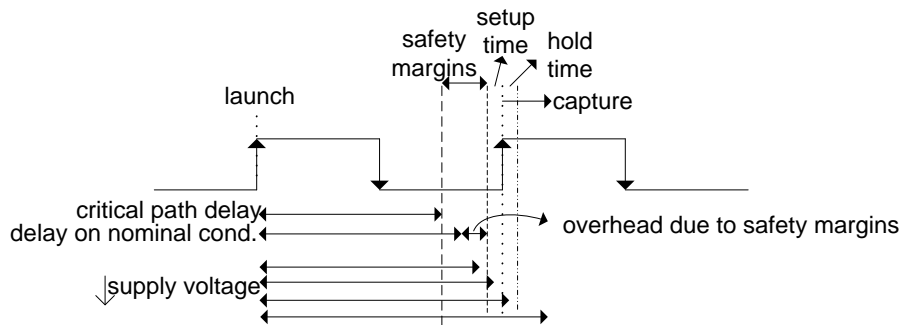 setup
time
safety
margins
hold
time
launch
capture
critical path delay
delay on nominal cond.
overhead due to safety margins
supply voltage